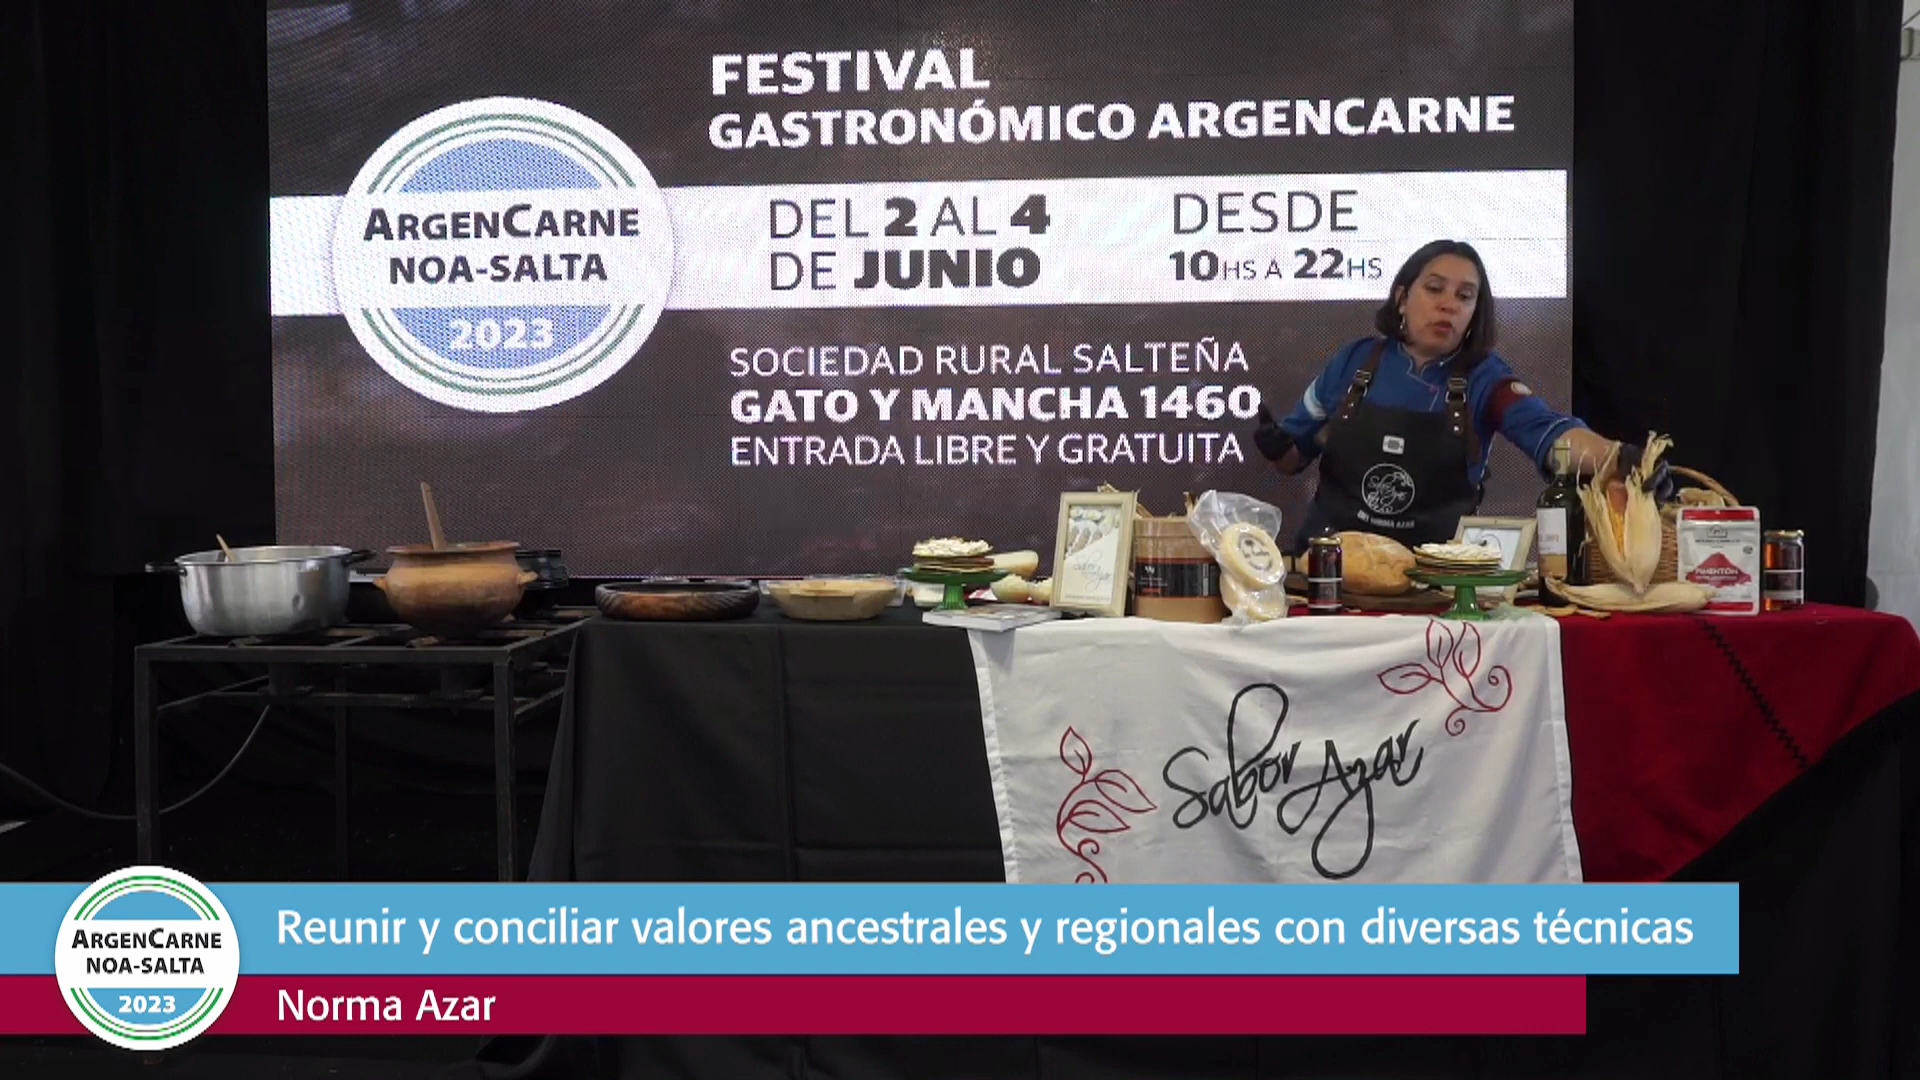 FESTIVAL
GASTRONÓMICO ARGENCARNE
ARGENCARNE
NOA-SALTA
2023
DEL 2 AL 4
DE JUNIO
DESDE
10HS A 22HS
SOCIEDAD RURAL SALTEÑA
GATO Y MANCHA 1460
ENTRADA LIBRE Y GRATUITA
PIMENTÓN
Sabor Azar
ARGENCARNE
NOA-SALTA
2023
Reunir y conciliar valores ancestrales y regionales con diversas técnicas
Norma Azar